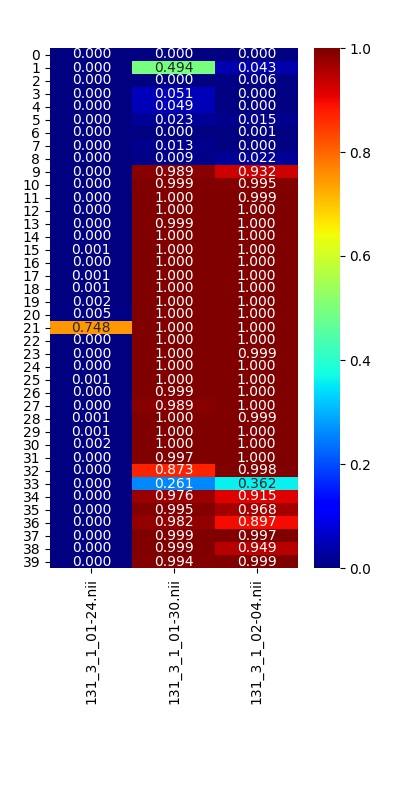 0 0.000 0.000 0.000 1.0
1 0.000 0.494 0.043
2 0.000 0.000 0.006
3 0.000 0.051 0.000
4 0.000 0.049 0.000
5 0.000 0.023 0.015
6 0.000 0.000 0.001
7 0.000 0.013 0.000
8 0.000 0.009 0.022
9 0.000 0.989 0.932 0.8
10 0.000 0.999 0.995
11 0.000 1.000 0.999
12 0.000 1.000 1.000
13 0.000 0.999 1.000
14 0.000 1.000 1.000
15 0.001 1.000 1.000
16 0.000 1.000 1.000 0.6
17 0.001 1.000 1.000
18 0.001 1.000 1.000
19 0.002 1.000 1.000
20 0.005 1.000 1.000
21 0.748 1.000 1.000
22 0.000 1.000 1.000
23 0.000 1.000 0.999
24 0.000 1.000 1.000 0.4
25 0.001 1.000 1.000
26 0.000 0.999 1.000
27 0.000 0.989 1.000
28 0.001 1.000 0.999
29 0.001 1.000 1.000
30 0.002 1.000 1.000
31 0.000 0.997 1.000
32 0.000 0.873 0.998 0.2
33 0.000 0.261 0.362
34 0.000 0.976 0.915
35 0.000 0.995 0.968
36 0.000 0.982 0.897
37 0.000 0.999 0.997
38 0.000 0.999 0.949
39 0.000 0.994 0.999 0.0
131_3_1_01-24.nii
131_3_1_01-30.nii
131_3_1_02-04.nii